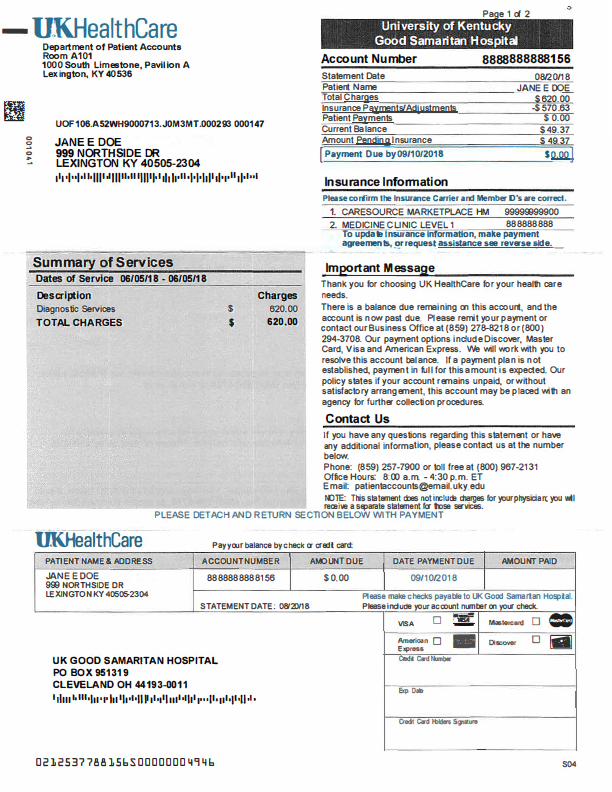 Page 1 of 2
UKHealthCare
Department of Patient Accounts
Room A101
1000 South Limestone, Pavilion A
Lexington, KY 40536
University of Kentucky
Good Samaritan Hospital
Account Number 8888888888156
Statement Date 08/20/18
Patient Name JANE E DOE
Total Charges $ 620.00
Insurance Payments/Adjustments -$ 570.63
Patient Payments $ 0.00
Current Balance $ 49.37
Amount Pending Insurance $ 49.37
Payment Due by 09/10/2018 $0.00
UOF106.A52WH9000713.J0M3MT.000293 000147
001041
JANE E DOE
999 NORTHSIDE DR
LEXINGTON KY 40505-2304
Insurance Information
Please confirm the Insurance Carrier and Member ID's are correct.
1. CARESOURCE MARKETPLACE HM 99999999900
2. MEDICINE CLINIC LEVEL 1 888888888
To update Insurance information, make payment
agreements, or request assistance see reverse side.
Summary of Services
Dates of Service 06/05/18 - 06/05/18
Description Charges
Diagnostic Services $ 620.00
TOTAL CHARGES $ 620.00
Important Message
Thank you for choosing UK HealthCare for your health care
needs.
There is a balance due remaining on this account, and the
account is now past due. Please remit your payment or
contact our Business Office at (859) 278-8218 or (800)
294-3708. Our payment options include Discover, Master
Card, Visa and American Express. We will work with you to
resolve this account balance. If a payment plan is not
established, payment in full for this amount is expected. Our
policy states if your account remains unpaid, or without
satisfactory arrangement, this account may be placed with an
agency for further collection procedures.
Contact Us
If you have any questions regarding this statement or have
any additional information, please contact us at the number
below.
Phone: (859) 257-7900 or toll free at (800) 967-2131
Office Hours: 8:00 a.m. - 4:30 p.m. ET
Email: patientaccounts@email.uky.edu
NOTE: This statement does not include charges for your physician; you will
receive a separate statement for those services.
PLEASE DETACH AND RETURN SECTION BELOW WITH PAYMENT
UKHealthCare
Pay your balance by check or credit card:
PATIENT NAME & ADDRESS ACCOUNT NUMBER AMOUNT DUE DATE PAYMENT DUE AMOUNT PAID
JANE E DOE 8888888888156 $ 0.00 09/10/2018
999 NORTHSIDE DR
LEXINGTON KY 40505-2304
Please make checks payable to UK Good Samaritan Hospital.
STATEMENT DATE: 08/20/18 Please include your account number on your check.
VISA VISA Mastercard MasterCard
American Express Discover
Credit Card Number
Exp. Date
Credit Card Holders Signature
UK GOOD SAMARITAN HOSPITAL
PO BOX 951319
CLEVELAND OH 44193-0011
0212537788156S00000004946
S04